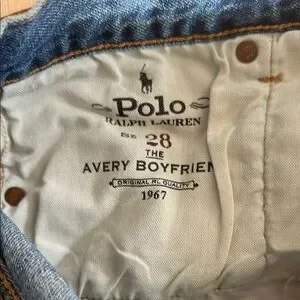 Polo
RALPH LAUREN
28
THE
AVERY BOYFRIEN
ORIGINAL RL QUALITY
1967